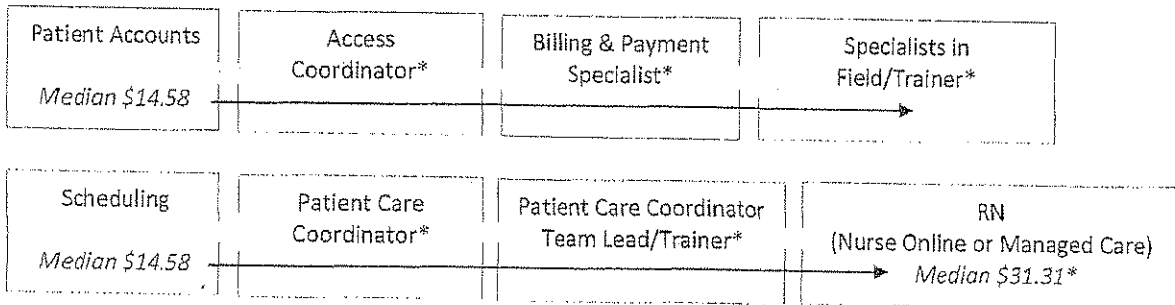 Patient Accounts
Median $14.58
Access
Coordinator*
Billing & Payment
Specialist*
Specialists in
Field/Trainer*
Scheduling
Median $14.58
Patient Care
Coordinator*
Patient Care Coordinator
Team Lead/Trainer*
RN
(Nurse Online or Managed Care)
Median $31.31*